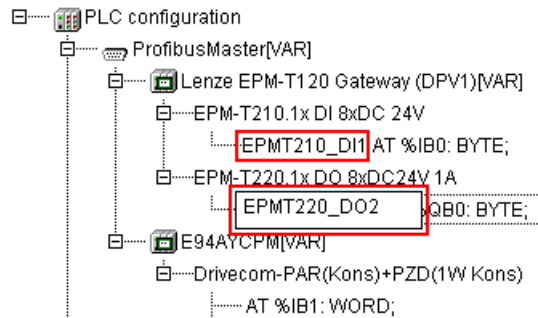 PLC configuration
ProfibusMaster[VAR]
Lenze EPM-T120 Gateway (DPV1)[VAR]
EPM-T210.1x DI 8xDC 24V
EPMT210_DI1 AT %IB0: BYTE;
EPM-T220.1x DO 8xDC24V 1A
EPMT220_DO2 %QB0: BYTE;
E94AYCPM[VAR]
Drivecom-PAR(Kons)+PZD(1W Kons)
AT %IB1: WORD;